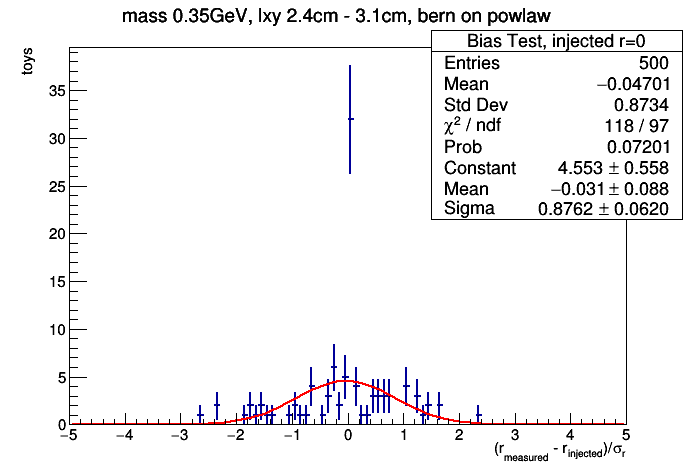 mass 0.35GeV, lxy 2.4cm - 3.1cm, bern on powlaw
Bias Test, injected r=0
Entries 500
Mean −0.04701
Std Dev 0.8734
χ² / ndf 118 / 97
Prob 0.07201
Constant 4.553 ± 0.558
Mean −0.031 ± 0.088
Sigma 0.8762 ± 0.0620
toys
35
30
25
20
15
10
5
0
−5 −4 −3 −2 −1 0 1 2 3 4 5
(r_measured - r_injected)/σ_r